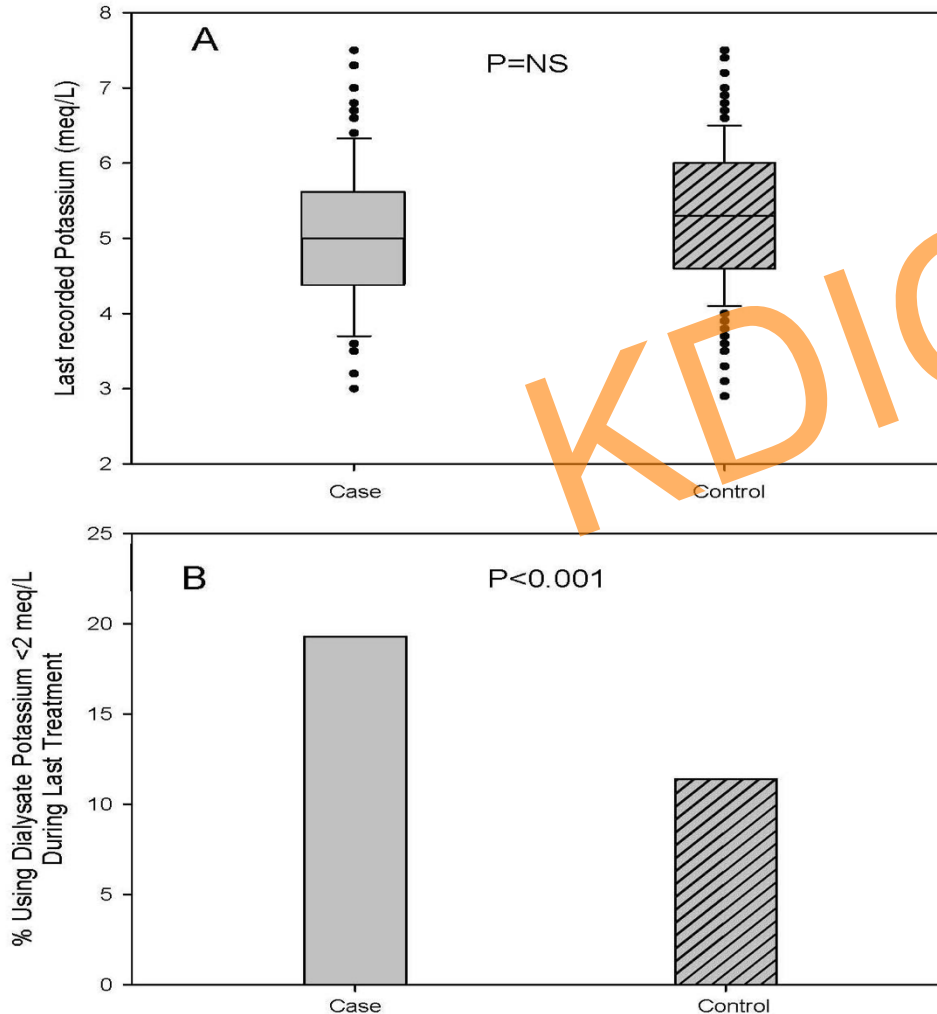 A
P=NS
Last recorded Potassium (meq/L)
8
7
6
5
4
3
2
Case
Control
KDIG
B
P<0.001
% Using Dialysate Potassium <2 meq/L
During Last Treatment
25
20
15
10
5
0
Case
Control